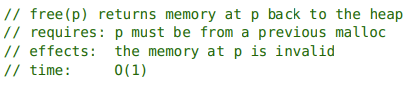 // free(p) returns memory at p back to the heap
// requires: p must be from a previous malloc
// effects:  the memory at p is invalid
// time:     O(1)